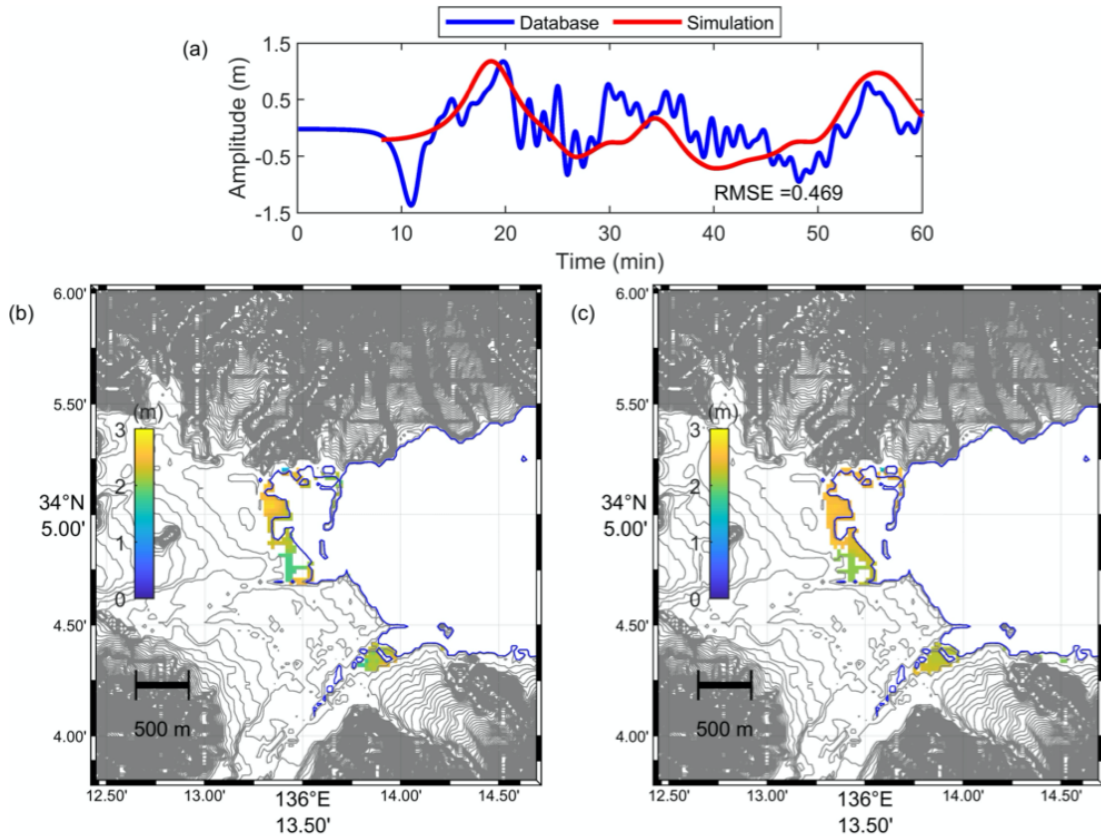 Database Simulation
(a)
1.5
0.5
-0.5
-1.5
Amplitude (m)
RMSE =0.469
0 10 20 30 40 50 60
Time (min)
(b)
6.00'
5.50'
34°N
5.00'
4.50'
4.00'
(m)
3
2
1
0
500 m
12.50' 13.00' 136°E 14.00' 14.50'
13.50'
(c)
6.00'
5.50'
34°N
5.00'
4.50'
4.00'
(m)
3
2
1
0
500 m
12.50' 13.00' 136°E 14.00' 14.50'
13.50'